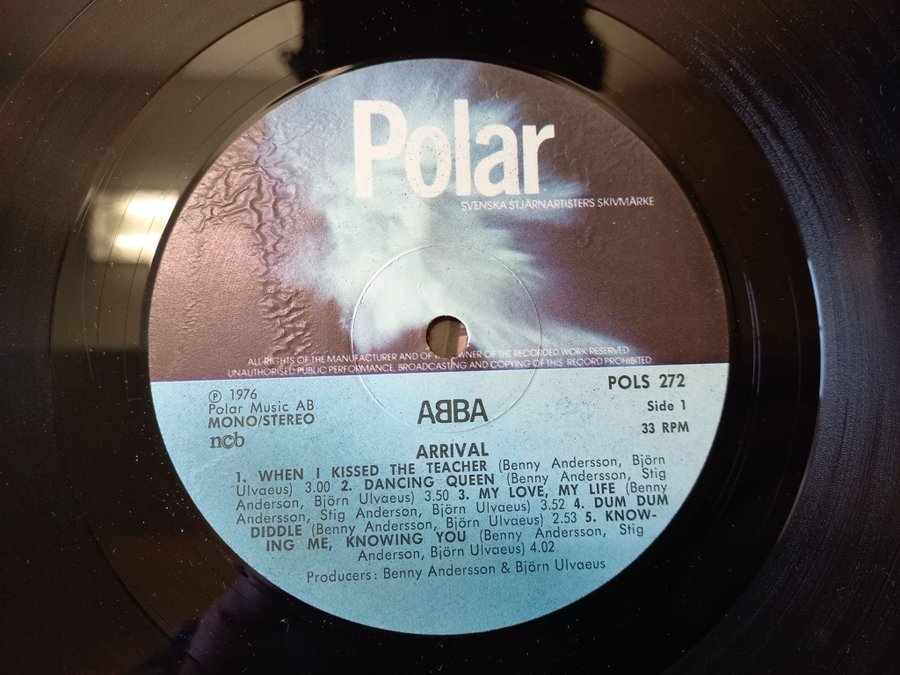 Polar
SVENSKA STJÄRNARTISTERS SKIVMÄRKE
ALL RIGHTS OF THE MANUFACTURER AND OF OWNER OF THE RECORDED WORK RESERVED
UNAUTHORISED PUBLIC PERFORMANCE, BROADCASTING AND COPYING OF THIS RECORD PROHIBITED
℗ 1976
Polar Music AB
MONO/STEREO
ncb
POLS 272
Side 1
33 RPM
ABBA
ARRIVAL
1. WHEN I KISSED THE TEACHER (Benny Andersson, Björn
Ulvaeus) 3.00 2. DANCING QUEEN (Benny Andersson, Stig
Anderson, Björn Ulvaeus) 3.50 3. MY LOVE, MY LIFE (Benny
Andersson, Stig Anderson, Björn Ulvaeus) 3.52 4. DUM DUM
DIDDLE (Benny Andersson, Björn Ulvaeus) 2.53 5. KNOW-
ING ME, KNOWING YOU (Benny Andersson, Stig
Anderson, Björn Ulvaeus) 4.02
Producers: Benny Andersson & Björn Ulvaeus